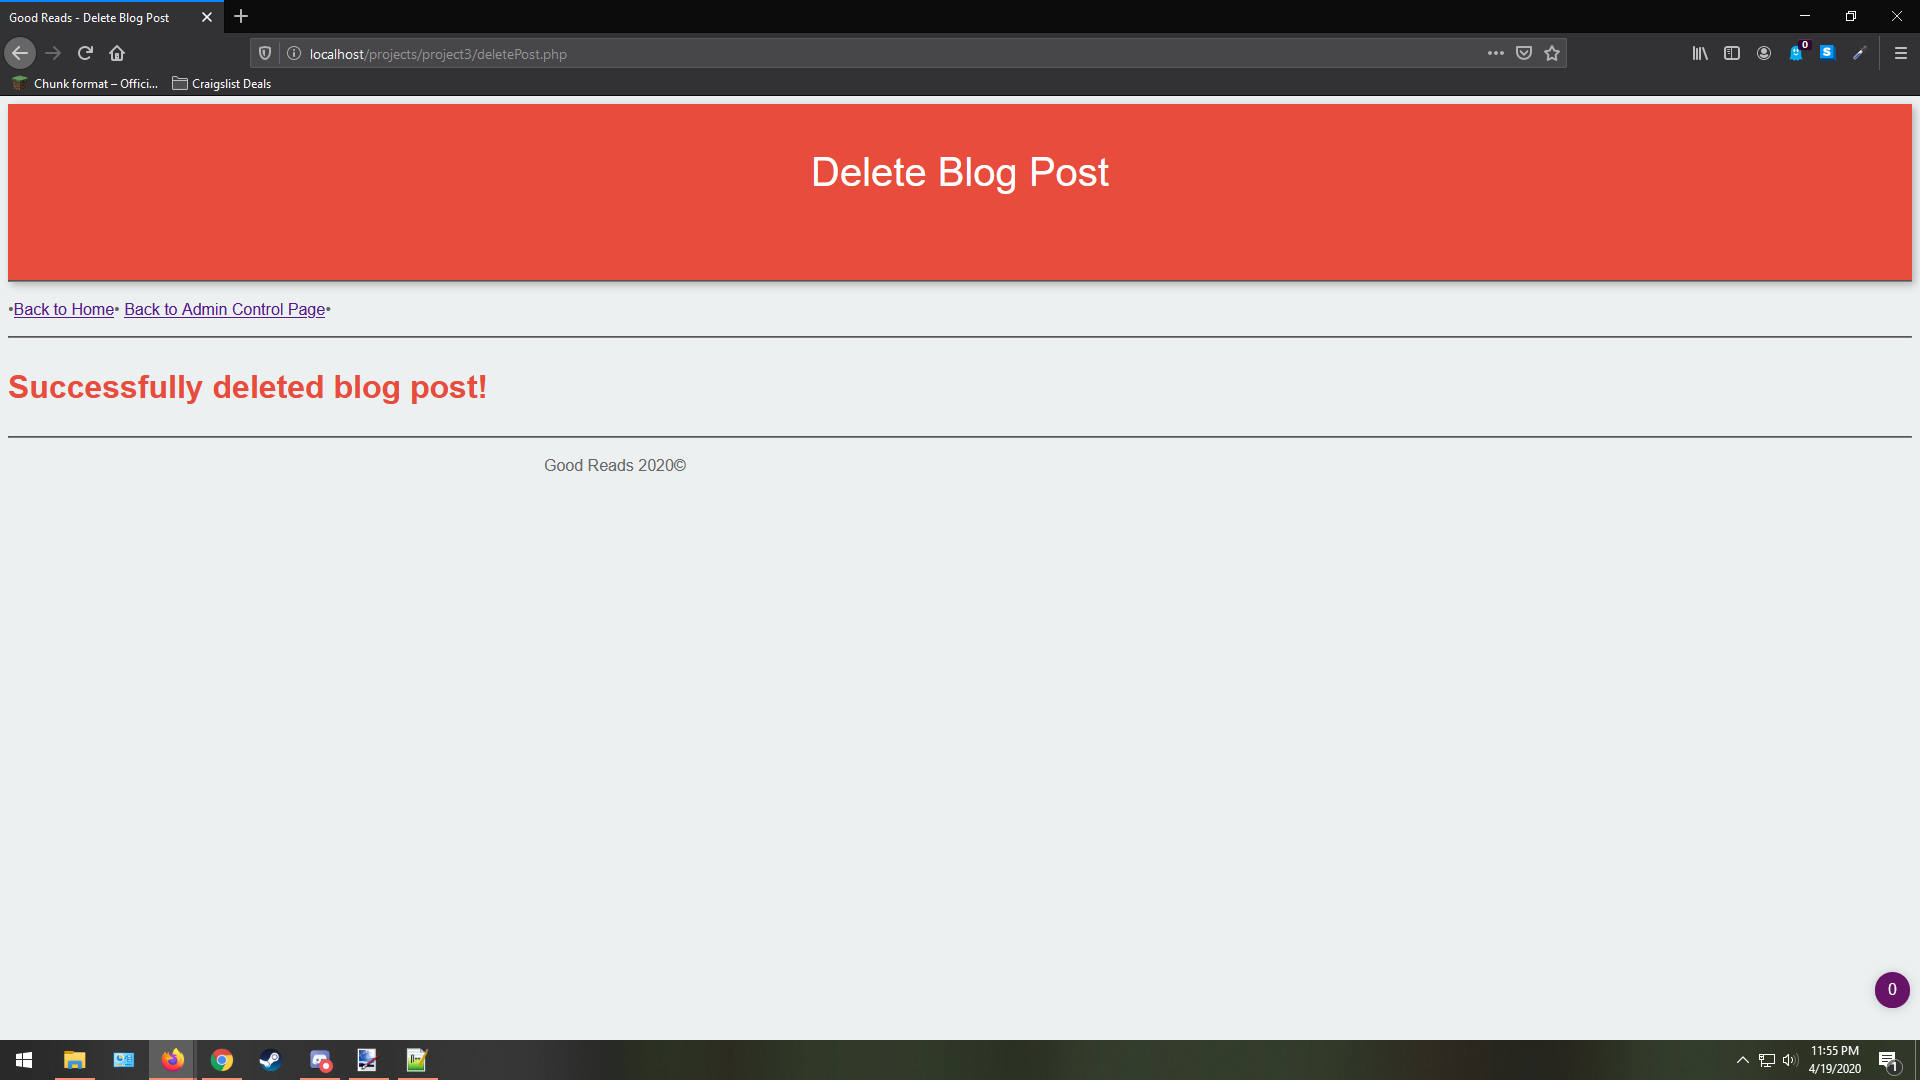 Good Reads - Delete Blog Post
localhost/projects/project3/deletePost.php
0
S
Chunk format – Offici...
Craigslist Deals
Delete Blog Post
•Back to Home• Back to Admin Control Page•
Successfully deleted blog post!
Good Reads 2020©
0
11:55 PM
4/19/2020
1